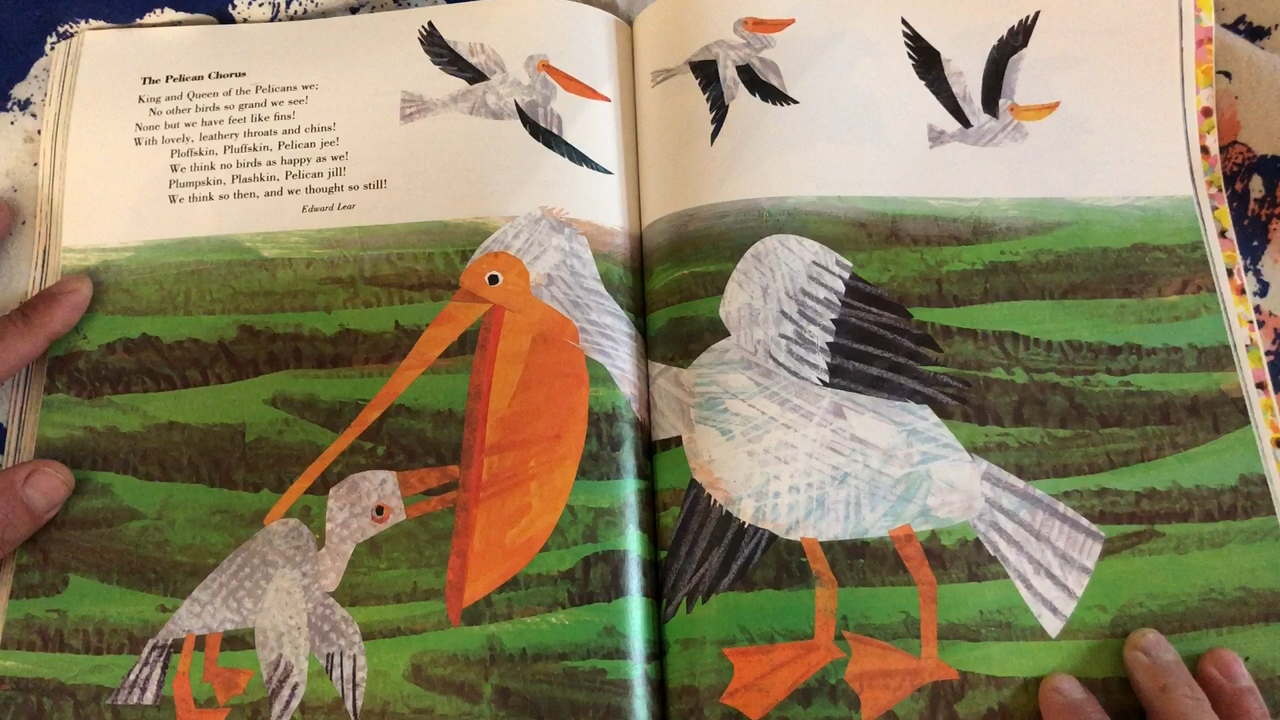 The Pelican Chorus
King and Queen of the Pelicans we;
No other birds so grand we see!
None but we have feet like fins!
With lovely, leathery throats and chins!
Ploffskin, Pluffskin, Pelican jee!
We think no birds as happy as we!
Plumpskin, Plashkin, Pelican jill!
We think so then, and we thought so still!
Edward Lear